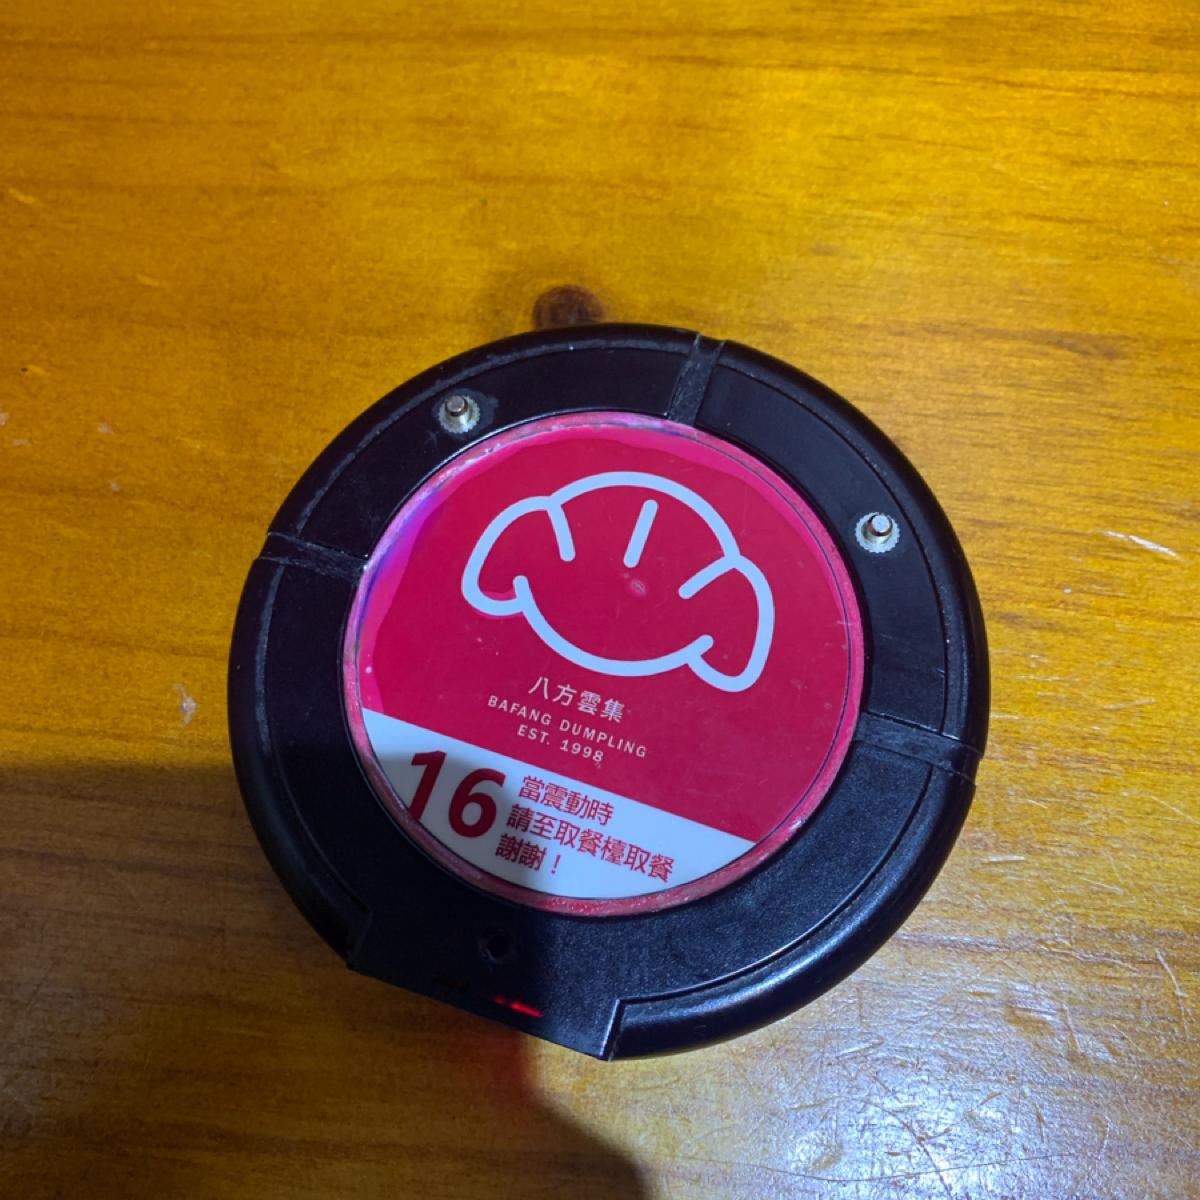 八方雲集
BAFANG DUMPLING
EST. 1998
16
當震動時
請至取餐檯取餐
謝謝！